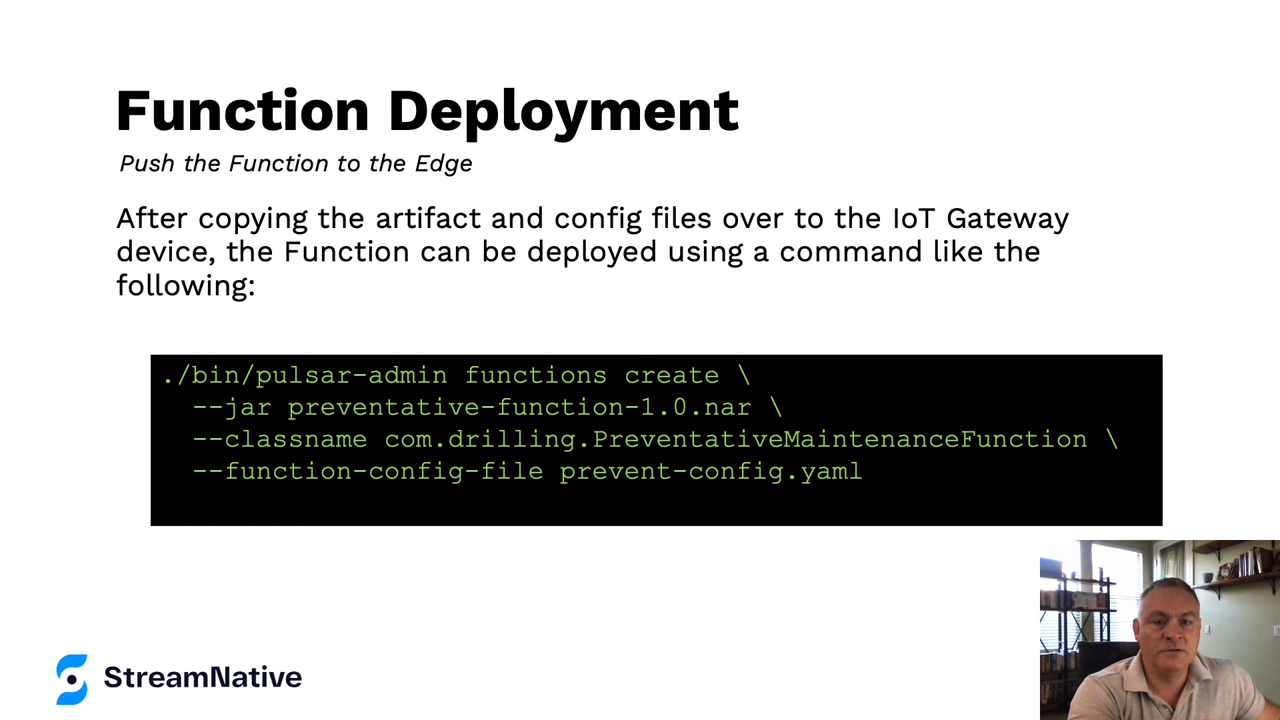 Function Deployment
Push the Function to the Edge
After copying the artifact and config files over to the IoT Gateway
device, the Function can be deployed using a command like the
following:
./bin/pulsar-admin functions create \
--jar preventative-function-1.0.nar \
--classname com.drilling.PreventativeMaintenanceFunction \
--function-config-file prevent-config.yaml
StreamNative